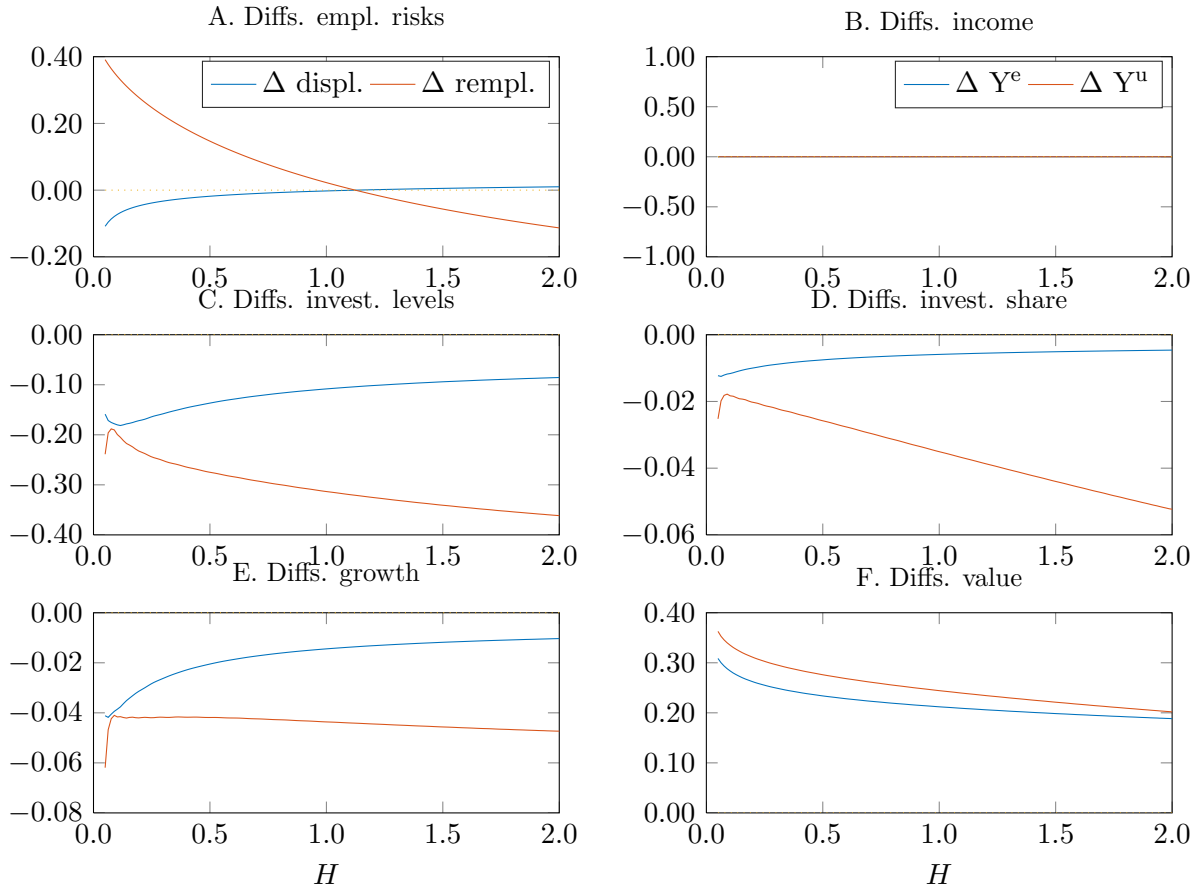 A. Diffs. empl. risks
0.40
0.20
0.00
−0.20
Δ displ.
Δ rempl.
0.0 0.5 1.0 1.5 2.0
B. Diffs. income
1.00
0.50
0.00
−0.50
−1.00
Δ Yᵉ
Δ Yᵘ
0.0 0.5 1.0 1.5 2.0
C. Diffs. invest. levels
0.00
−0.10
−0.20
−0.30
−0.40
0.0 0.5 1.0 1.5 2.0
D. Diffs. invest. share
0.00
−0.02
−0.04
−0.06
0.0 0.5 1.0 1.5 2.0
E. Diffs. growth
0.00
−0.02
−0.04
−0.06
−0.08
0.0 0.5 1.0 1.5 2.0
H
F. Diffs. value
0.40
0.30
0.20
0.10
0.00
0.0 0.5 1.0 1.5 2.0
H